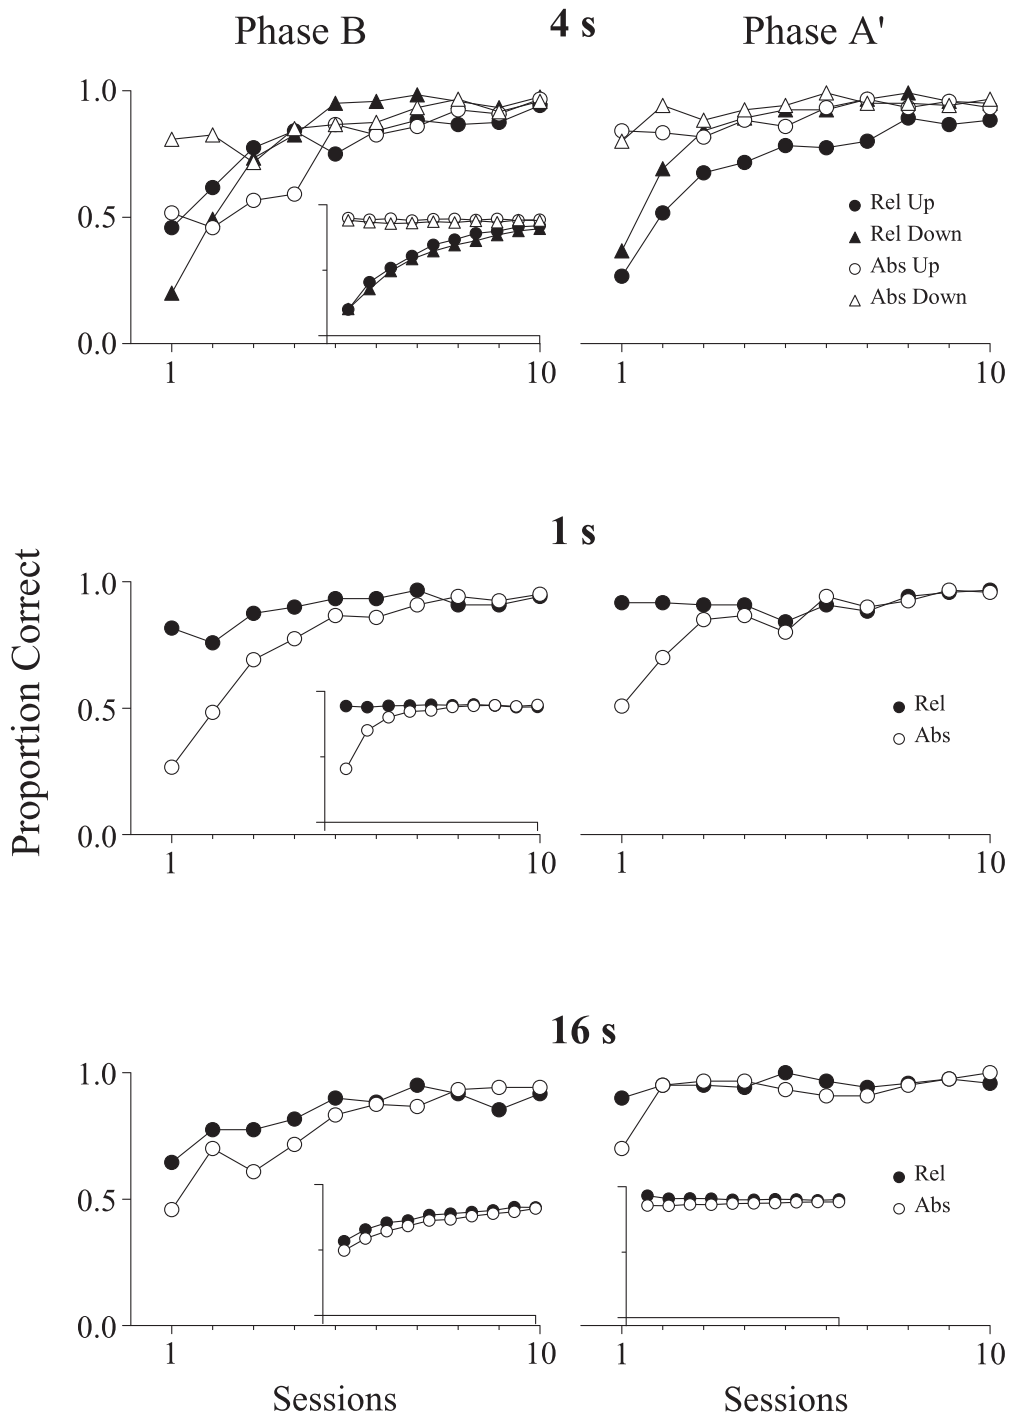 Phase B 4 s Phase A'
1.0
0.5
0.0
1 10 1 10
Rel Up
Rel Down
Abs Up
Abs Down
1 s
Proportion Correct
1.0
0.5
0.0
1 10 1 10
Rel
Abs
16 s
1.0
0.5
0.0
1 10 1 10
Rel
Abs
Sessions Sessions